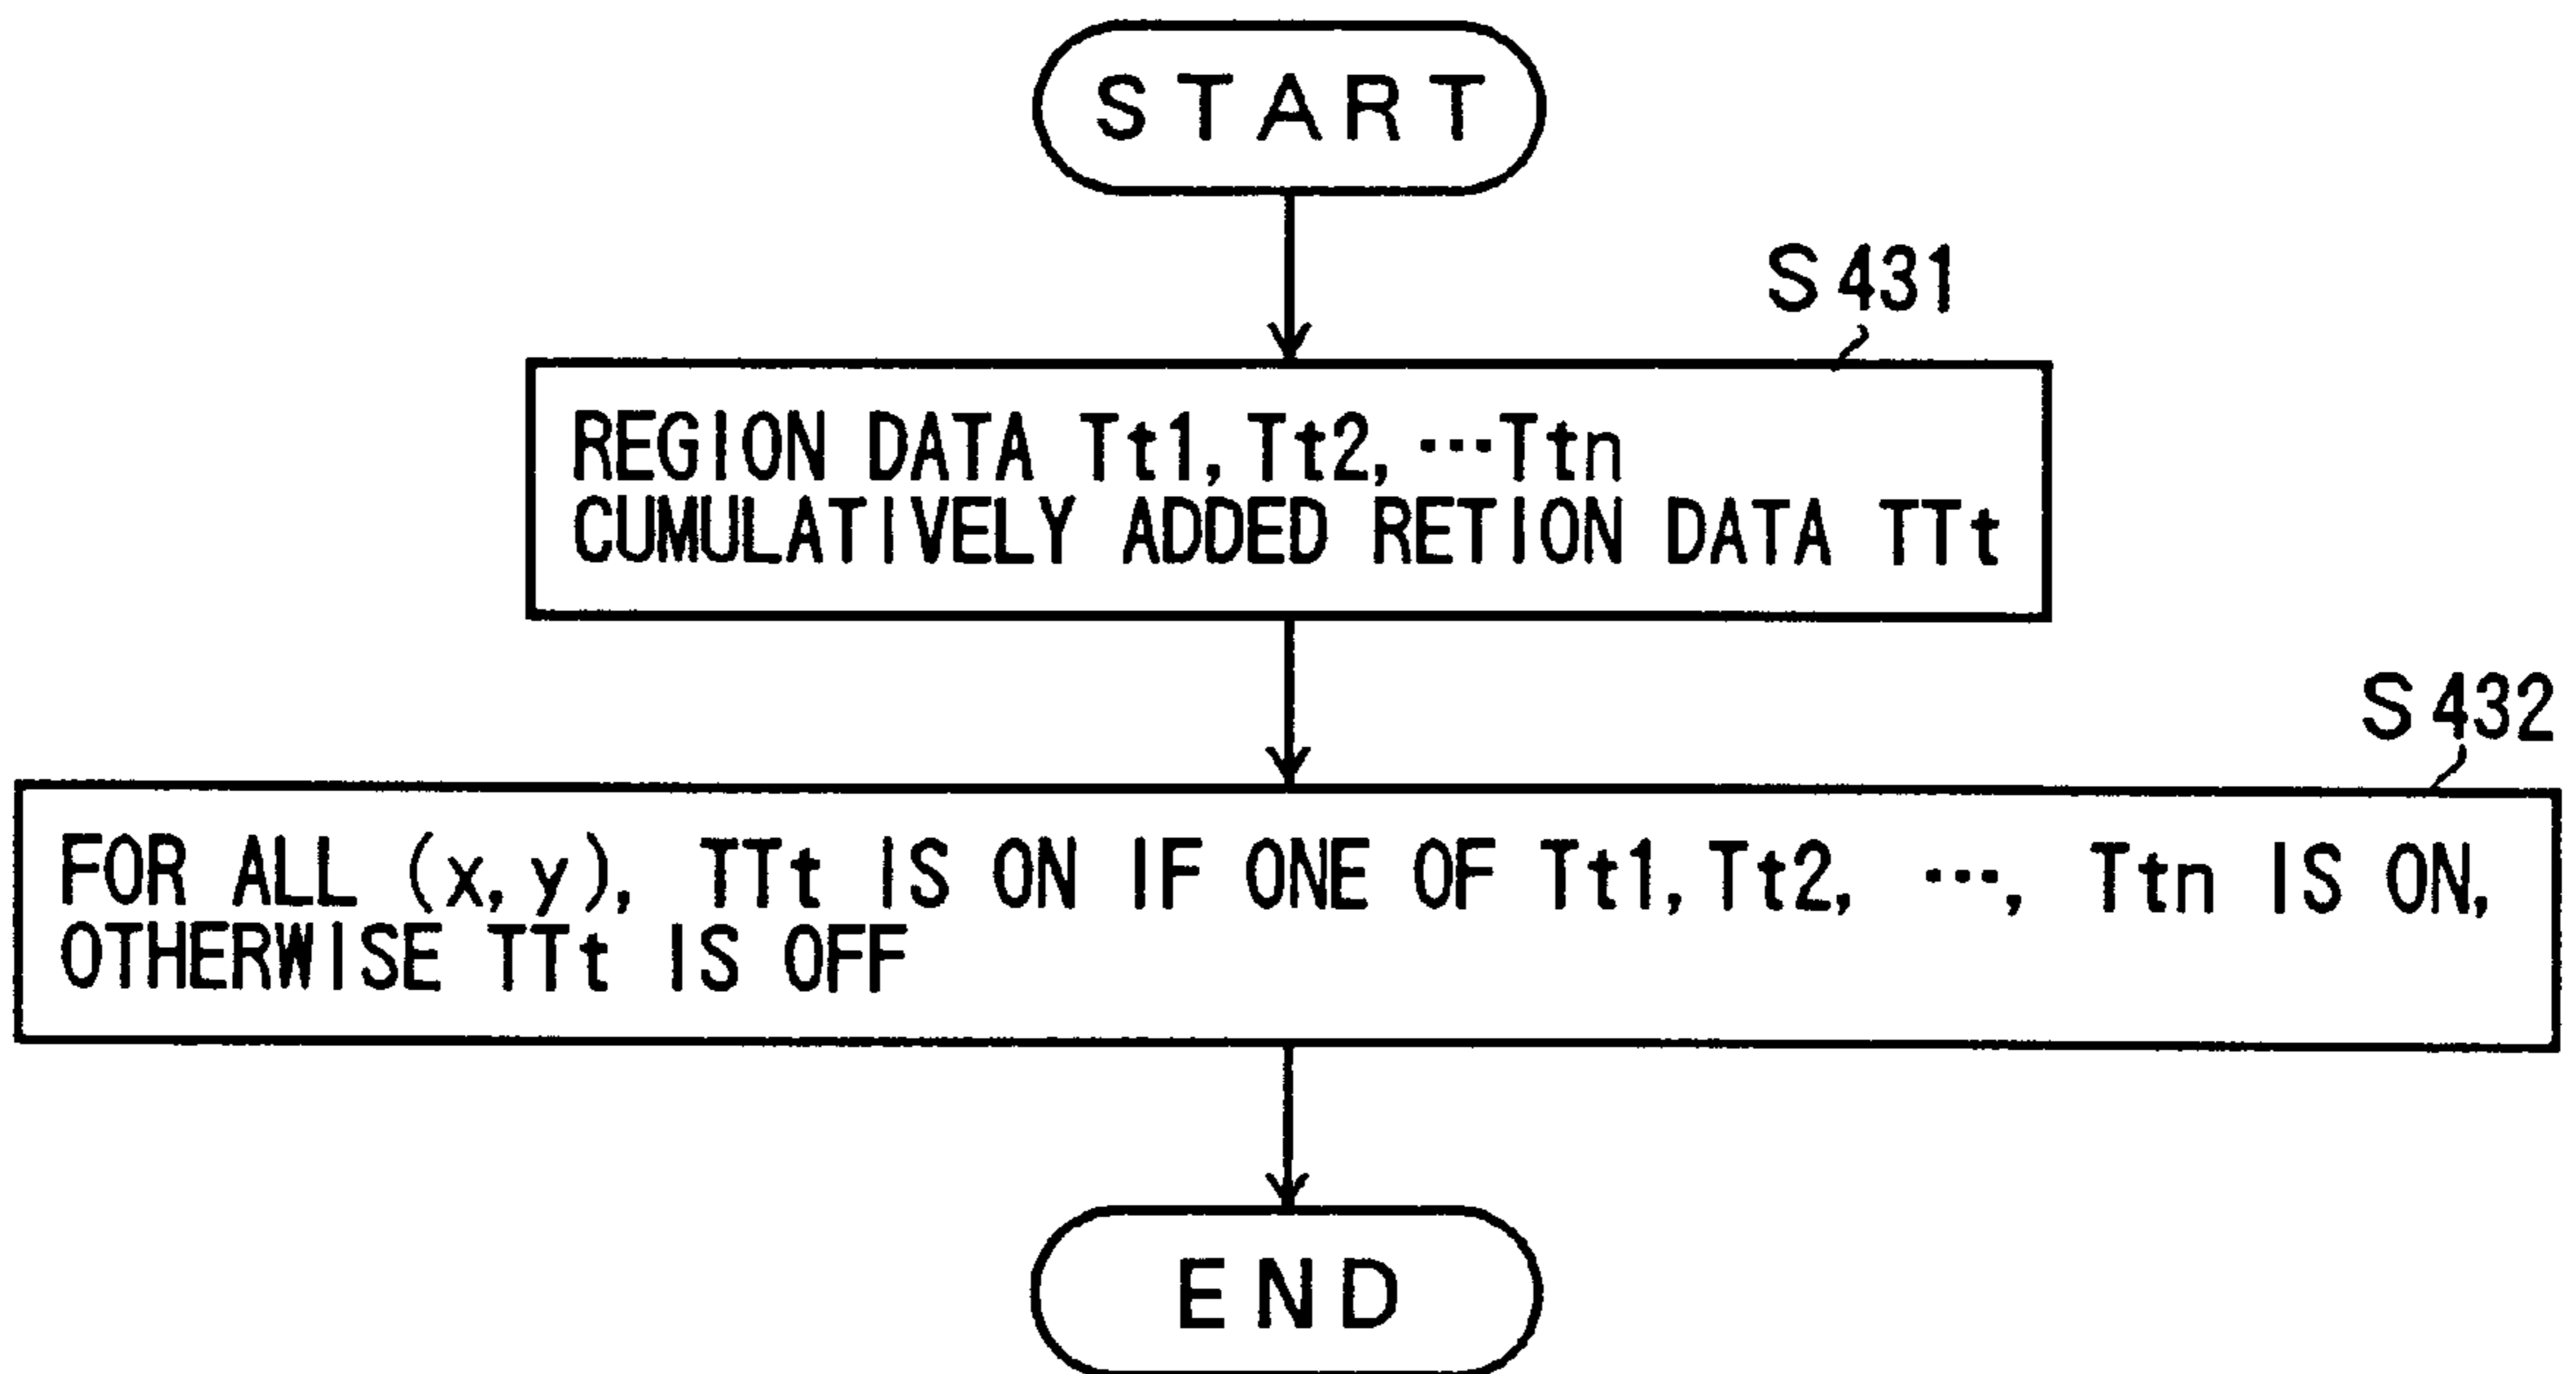 START
S431
REGION DATA Tt1, Tt2, ···Ttn
CUMULATIVELY ADDED RETION DATA TTt
S432
FOR ALL (x, y), TTt IS ON IF ONE OF Tt1, Tt2, ···, Ttn IS ON,
OTHERWISE TTt IS OFF
END